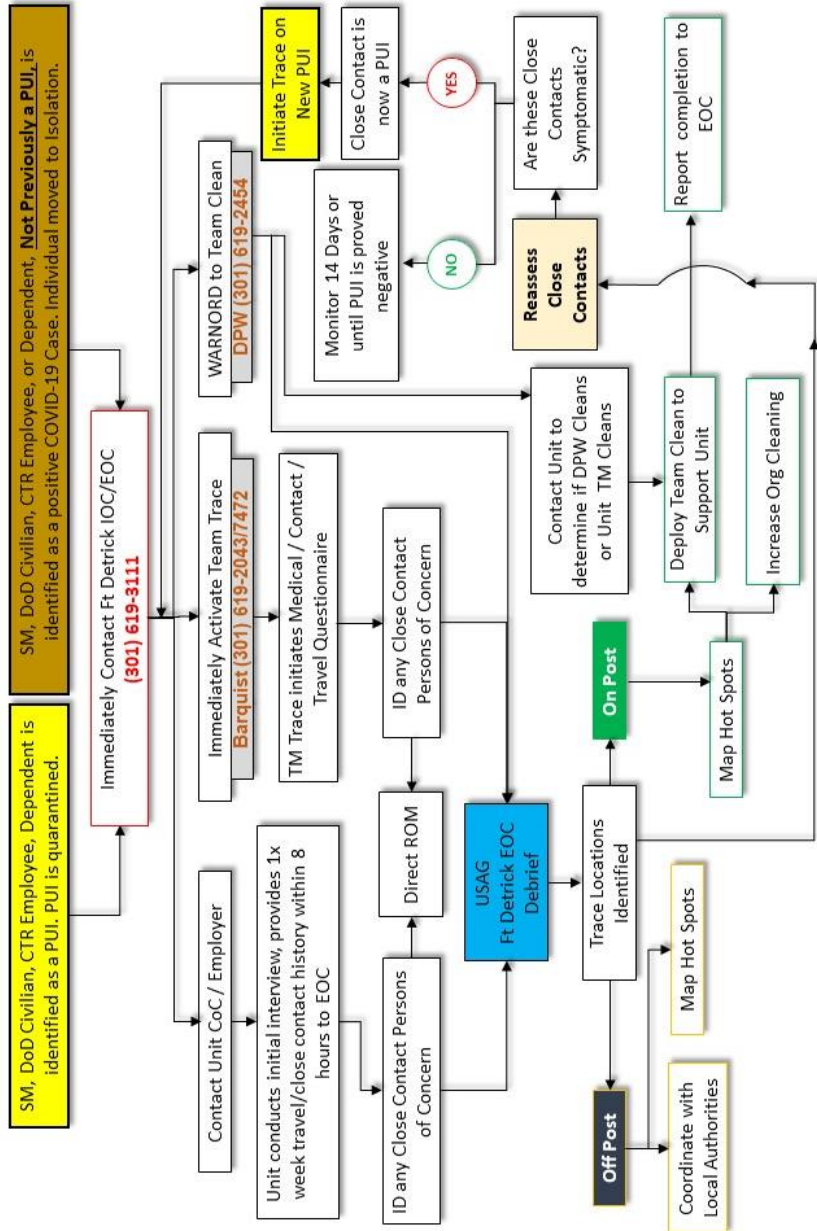 SM, DoD Civilian, CTR Employee, Dependent is
identified as a PUI. PUI is quarantined.
SM, DoD Civilian, CTR Employee, or Dependent, Not Previously a PUI, is
identified as a positive COVID-19 Case. Individual moved to Isolation.
Immediately Contact Ft Detrick IOC/EOC
(301) 619-3111
Contact Unit CoC / Employer
Immediately Activate Team Trace
Barquist (301) 619-2043/7472
WARNORD to Team Clean
DPW (301) 619-2454
Initiate Trace on
New PUI
Unit conducts initial interview, provides 1x
week travel/close contact history within 8
hours to EOC
TM Trace initiates Medical / Contact /
Travel Questionnaire
Monitor 14 Days or
until PUI is proved
negative
Close Contact is
now a PUI
NO
YES
ID any Close Contact Persons
of Concern
Direct ROM
ID any Close Contact
Persons of Concern
Reassess
Close
Contacts
Are these Close
Contacts
Symptomatic?
USAG
Ft Detrick EOC
Debrief
Contact Unit to
determine if DPW Cleans
or Unit TM Cleans
Off Post
Trace Locations
Identified
On Post
Coordinate with
Local Authorities
Map Hot Spots
Map Hot Spots
Deploy Team Clean to
Support Unit
Increase Org Cleaning
Report completion to
EOC